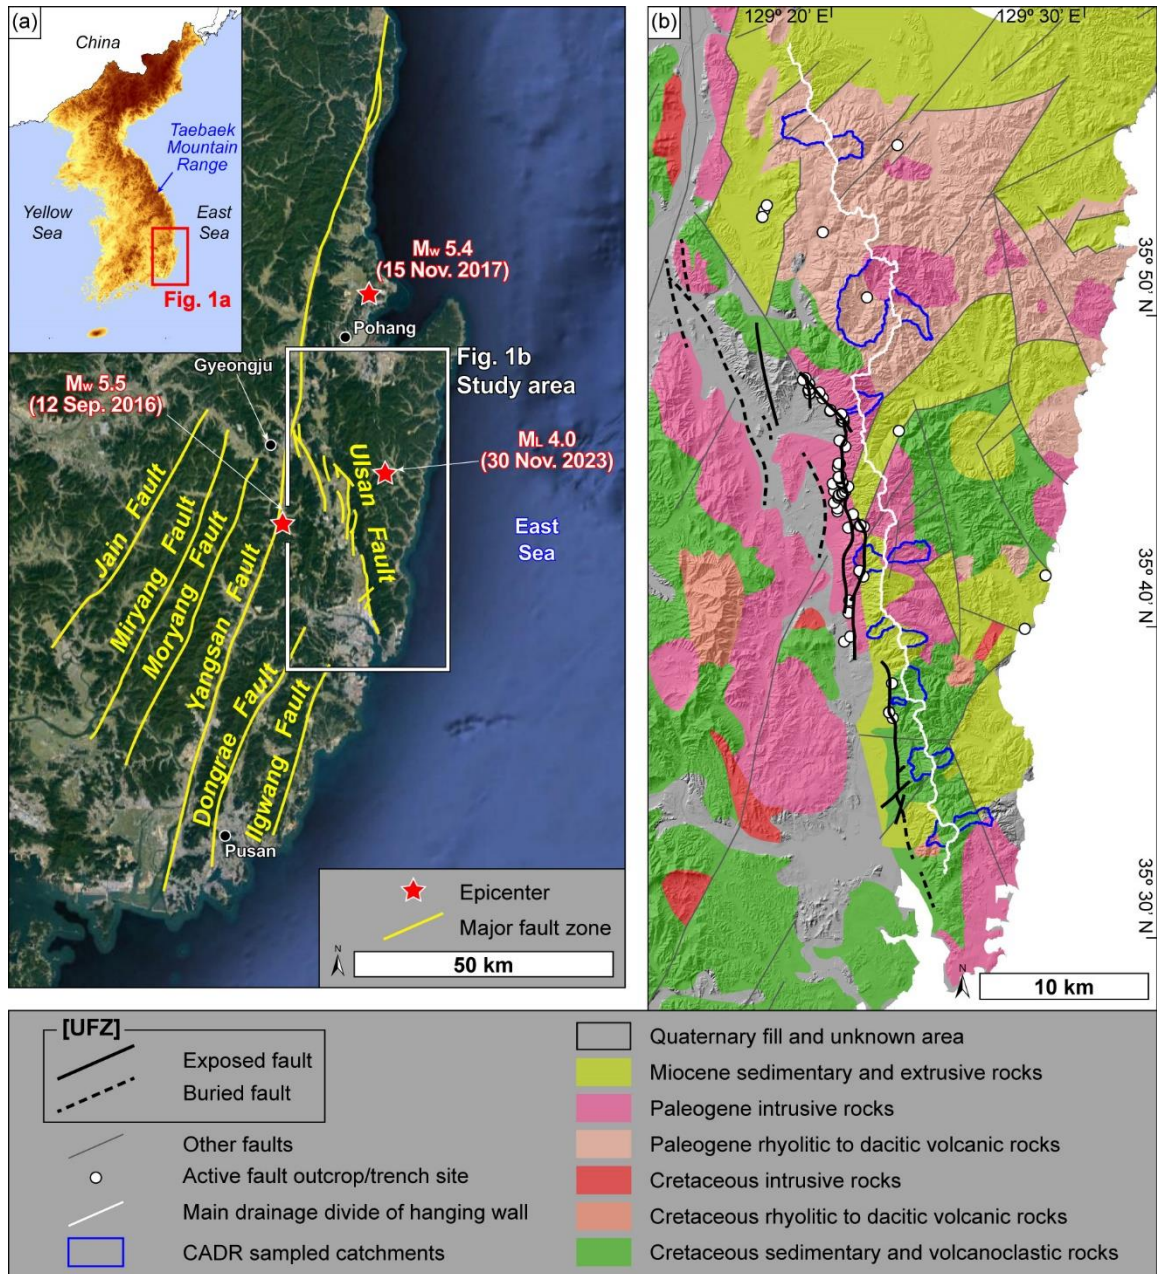 (a)
China
Taebaek
Mountain
Range
Yellow
Sea
East
Sea
Fig. 1a
Mw 5.4
(15 Nov. 2017)
Pohang
Gyeongju
Fig. 1b
Study area
Mw 5.5
(12 Sep. 2016)
ML 4.0
(30 Nov. 2023)
Ulsan Fault
East
Sea
Jain Fault
Miryang Fault
Moryang Fault
Yangsan Fault
Dongrae Fault
Ilgwang Fault
Pusan
Epicenter
Major fault zone
N
50 km
(b)
129° 20' E
129° 30' E
35° 50' N
35° 40' N
35° 30' N
N
10 km
[UFZ]
Exposed fault
Buried fault
Other faults
Active fault outcrop/trench site
Main drainage divide of hanging wall
CADR sampled catchments
Quaternary fill and unknown area
Miocene sedimentary and extrusive rocks
Paleogene intrusive rocks
Paleogene rhyolitic to dacitic volcanic rocks
Cretaceous intrusive rocks
Cretaceous rhyolitic to dacitic volcanic rocks
Cretaceous sedimentary and volcanoclastic rocks